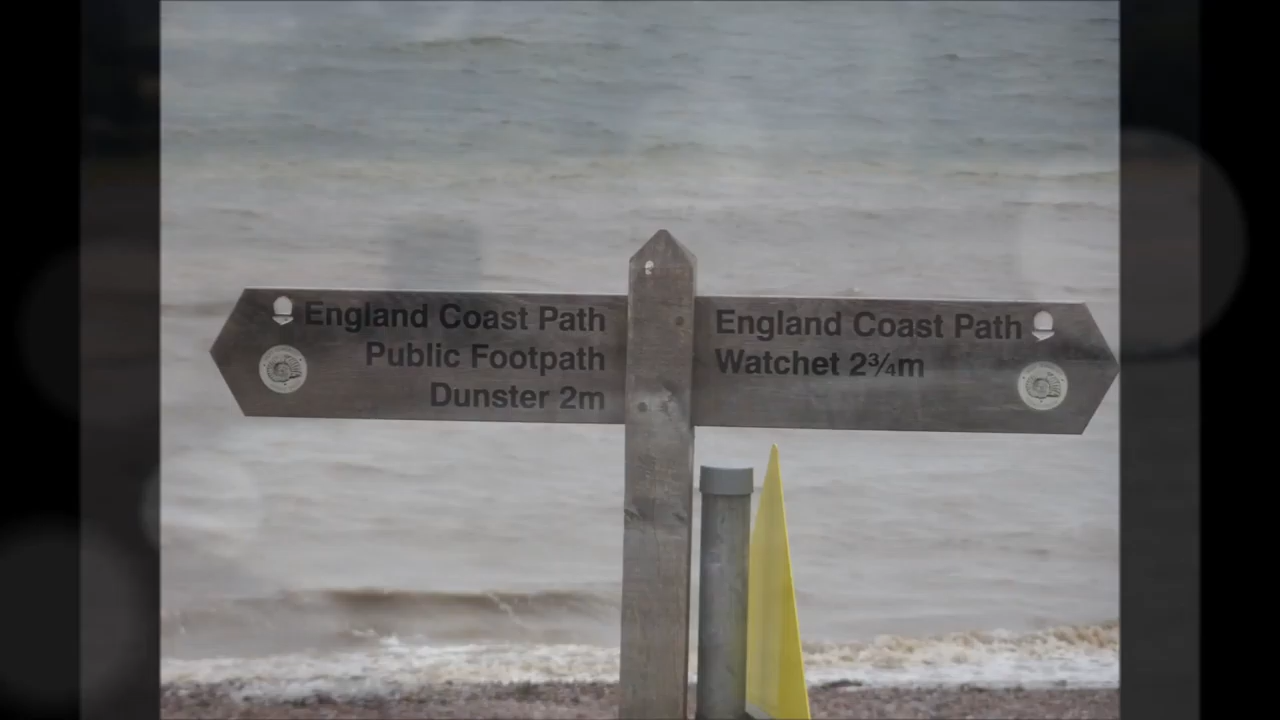 England Coast Path
Public Footpath
Dunster 2m
England Coast Path
Watchet 2¾m